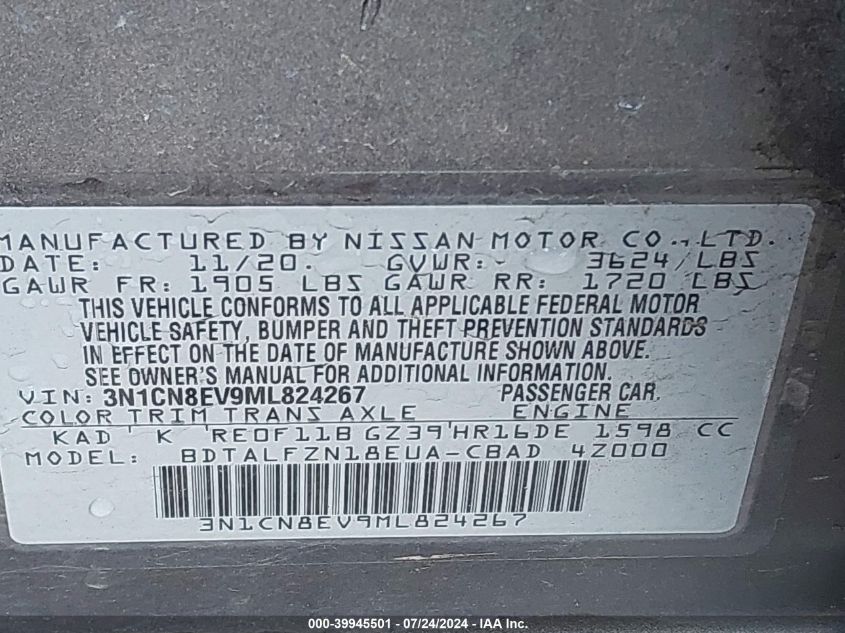 MANUFACTURED BY NISSAN MOTOR CO., LTD.
DATE: 11/20. GVWR: 3624/LBS
GAWR FR: 1905 LBS GAWR RR: 1720 LBS
THIS VEHICLE CONFORMS TO ALL APPLICABLE FEDERAL MOTOR
VEHICLE SAFETY, BUMPER AND THEFT PREVENTION STANDARDS
IN EFFECT ON THE DATE OF MANUFACTURE SHOWN ABOVE.
SEE OWNER'S MANUAL FOR ADDITIONAL INFORMATION.
VIN: 3N1CN8EV9ML824267 PASSENGER CAR
COLOR TRIM TRANS AXLE ENGINE
KAD K RE0F11B GZ39 HR16DE 1598 CC
MODEL: BDTALFZN18EUA-CBAD 4Z000
3N1CN8EV9ML824267
000-39945501 - 07/24/2024 - IAA Inc.